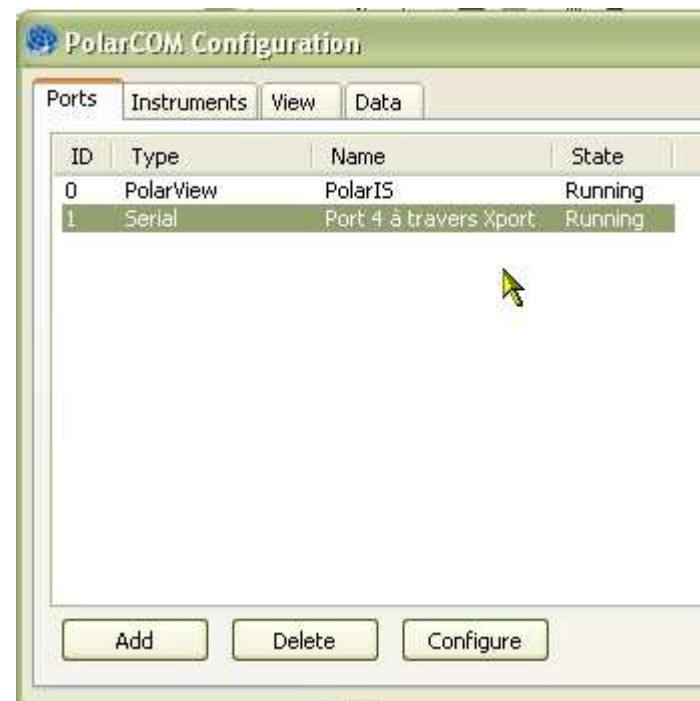 PolarCOM Configuration
Ports Instruments View Data
ID Type Name State
0 PolarView PolarIS Running
1 Serial Port 4 à travers Xport Running
Add Delete Configure